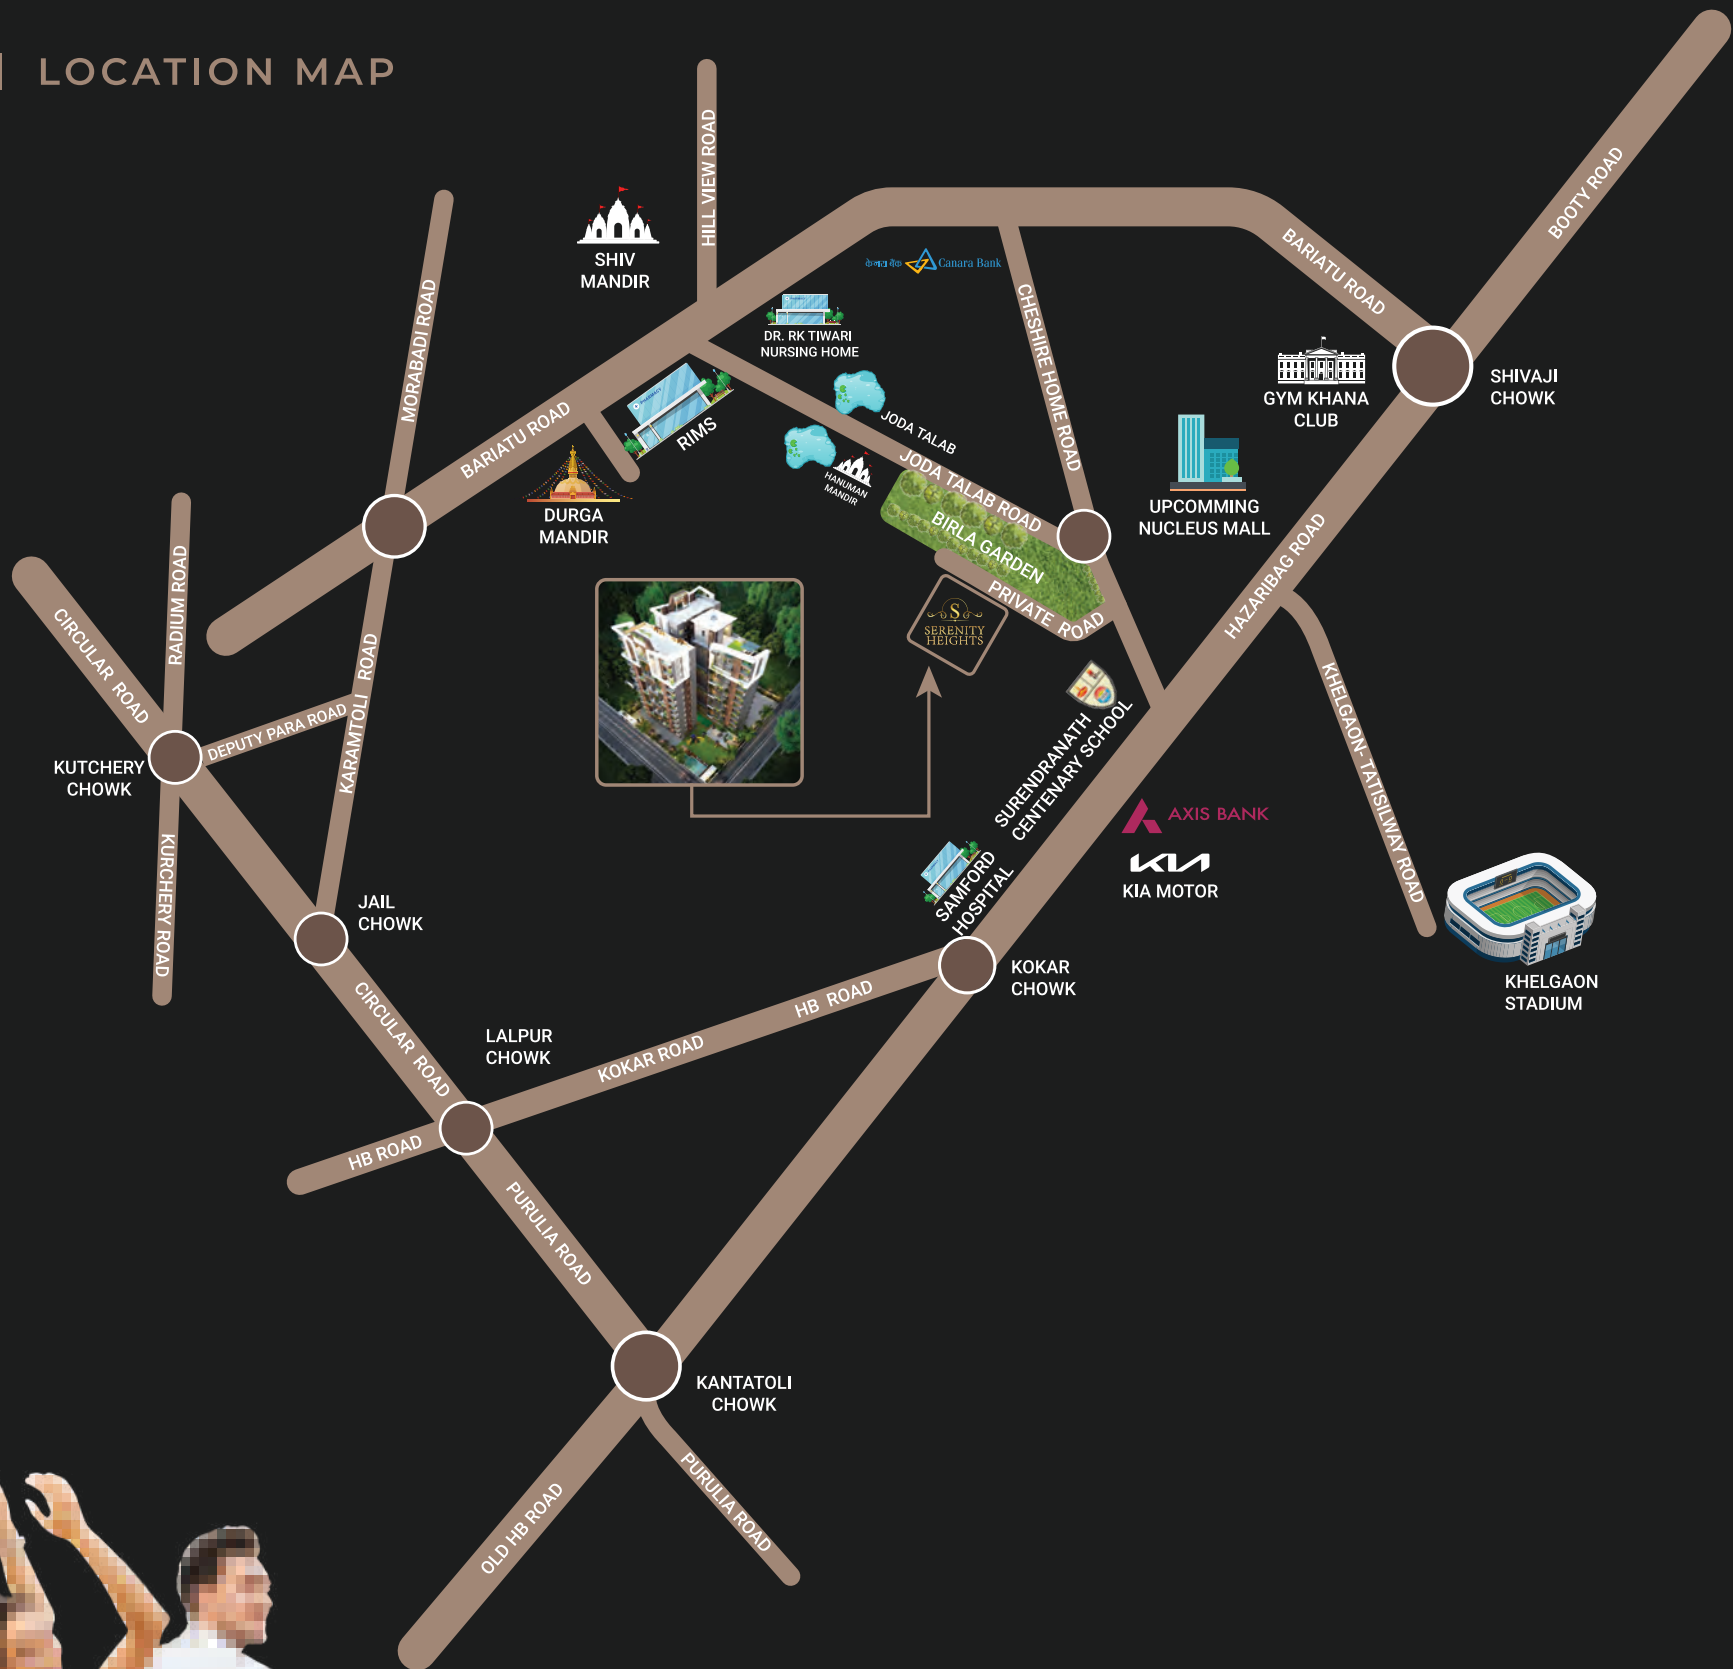 LOCATION MAP
HILL VIEW ROAD
BOOTY ROAD
SHIV
MANDIR
BARIATU ROAD
केनरा बैंक Canara Bank
MORABADI ROAD
CHESHIRE HOME ROAD
DR. RK TIWARI
NURSING HOME
GYM KHANA
CLUB
SHIVAJI
CHOWK
BARIATU ROAD
RIMS
JODA TALAB
JODA TALAB ROAD
HANUMAN
MANDIR
UPCOMMING
NUCLEUS MALL
DURGA
MANDIR
BIRLA GARDEN
PRIVATE ROAD
HAZARIBAG ROAD
S
SERENITY
HEIGHTS
RADIUM ROAD
CIRCULAR ROAD
KARAMTOLI ROAD
DEPUTY PARA ROAD
KUTCHERY
CHOWK
KURCHERY ROAD
SURENDRANATH
CENTENARY SCHOOL
KHELGAON-TATISILWAY ROAD
AXIS BANK
KIA
KIA MOTOR
SAMFORD
HOSPITAL
JAIL
CHOWK
KOKAR
CHOWK
KHELGAON
STADIUM
CIRCULAR ROAD
HB ROAD
KOKAR ROAD
LALPUR
CHOWK
HB ROAD
PURULIA ROAD
KANTATOLI
CHOWK
OLD HB ROAD
PURULIA ROAD